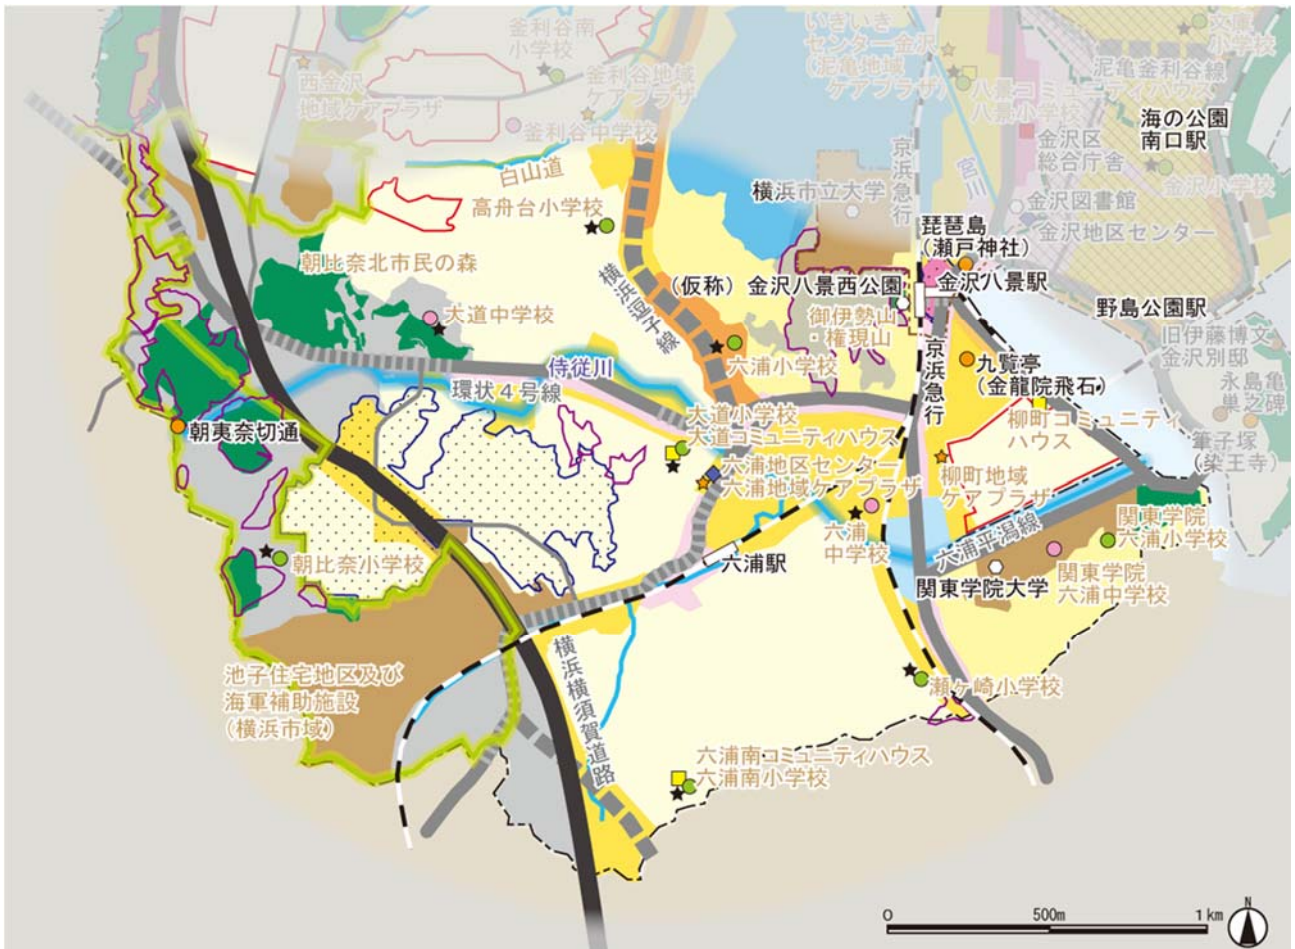 釜利谷南
小学校
いきいき
センター金沢
(泥亀地域
ケアプラザ)
文庫小学校
泥亀釜利谷線
西金沢
地域ケアプラザ
釜利谷地域
ケアプラザ
釜利谷中学校
八景コミュニティハウス
八景小学校
海の公園
南口駅
金沢区
総合庁舎
金沢小学校
京浜急行
宮川
白山道
横浜市立大学
金沢図書館
金沢地区センター
高舟台小学校
琵琶島
(瀬戸神社)
朝比奈北市民の森
横浜逗子線
(仮称)金沢八景西公園
金沢八景駅
野島公園駅
大道中学校
御伊勢山
・権現山
旧伊藤博文
金沢別邸
六浦小学校
京浜急行
九覧亭
(金龍院飛石)
侍従川
環状4号線
永島亀
巣之碑
朝夷奈切通
大道小学校
大道コミュニティハウス
柳町コミュニティ
ハウス
筆子塚
(染王寺)
六浦地区センター
六浦地域ケアプラザ
柳町地域
ケアプラザ
六浦
中学校
六浦平潟線
関東学院
六浦小学校
朝比奈小学校
六浦駅
関東学院大学
関東学院
六浦中学校
池子住宅地区及び
海軍補助施設
(横浜市域)
横浜横須賀道路
瀬ヶ崎小学校
六浦南コミュニティハウス
六浦南小学校
0 500m 1km
N